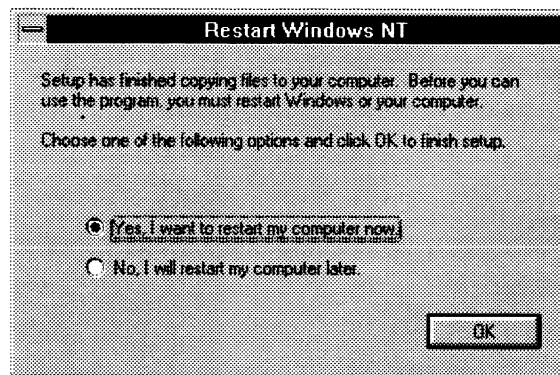 Restart Windows NT
Setup has finished copying files to your computer. Before you can
use the program, you must restart Windows or your computer.
Choose one of the following options and click OK to finish setup.
Yes, I want to restart my computer now.
No, I will restart my computer later.
OK